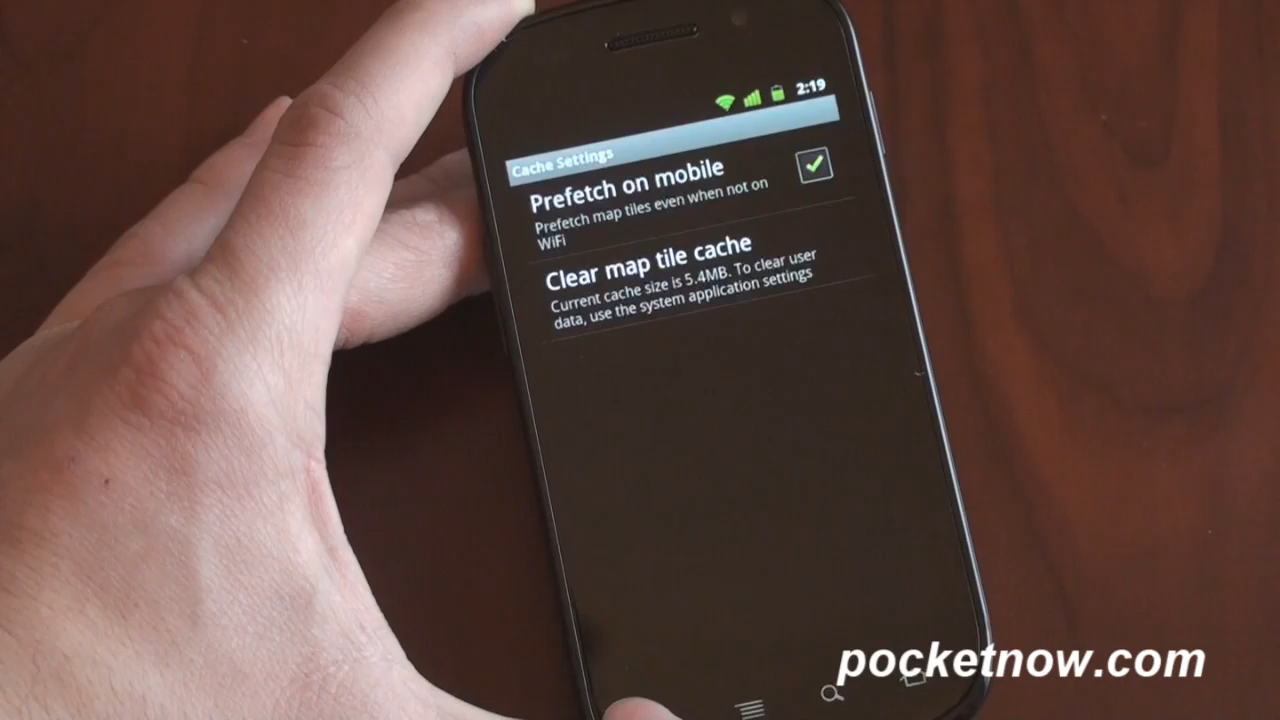 2:19
Cache Settings
Prefetch on mobile
Prefetch map tiles even when not on
WiFi
Clear map tile cache
Current cache size is 5.4MB. To clear user
data, use the system application settings
pocketnow.com